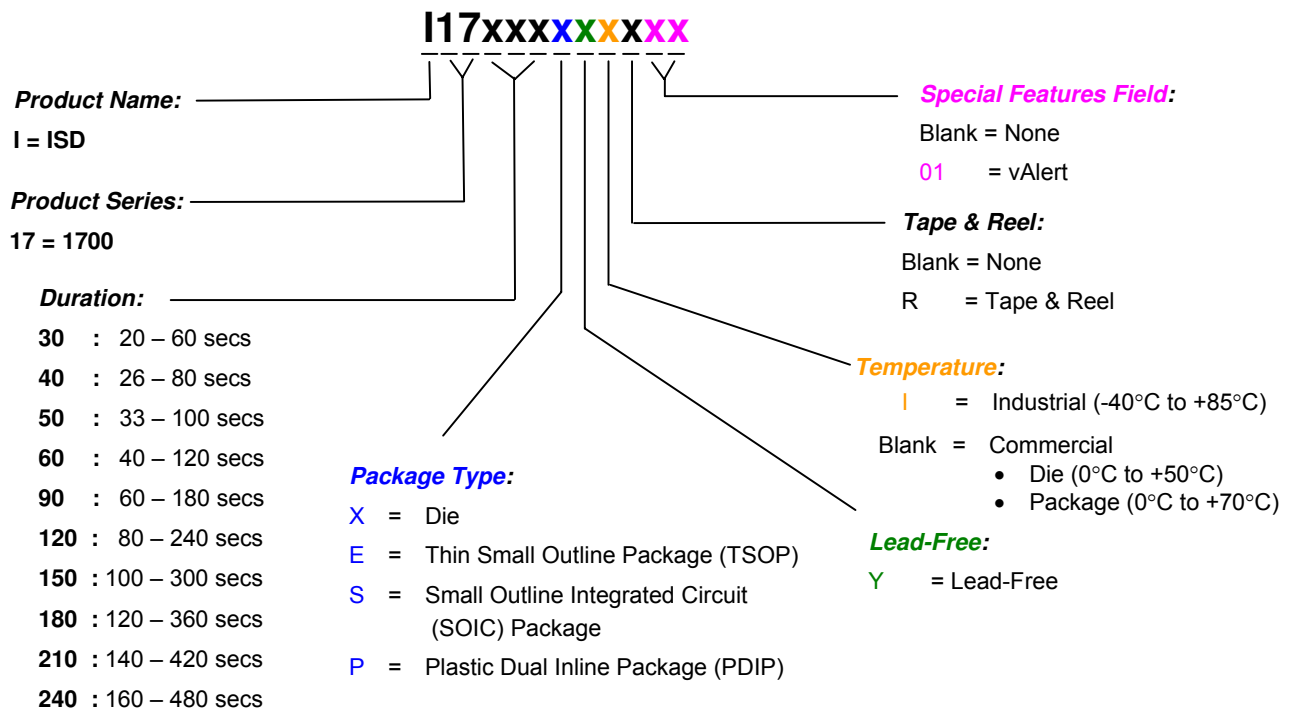 I17xxxxxxxxx
Product Name:
I = ISD
Product Series:
17 = 1700
Duration:
30 : 20 – 60 secs
40 : 26 – 80 secs
50 : 33 – 100 secs
60 : 40 – 120 secs
90 : 60 – 180 secs
120 : 80 – 240 secs
150 : 100 – 300 secs
180 : 120 – 360 secs
210 : 140 – 420 secs
240 : 160 – 480 secs
Package Type:
X = Die
E = Thin Small Outline Package (TSOP)
S = Small Outline Integrated Circuit
(SOIC) Package
P = Plastic Dual Inline Package (PDIP)
Special Features Field:
Blank = None
01 = vAlert
Tape & Reel:
Blank = None
R = Tape & Reel
Temperature:
I = Industrial (-40°C to +85°C)
Blank = Commercial
• Die (0°C to +50°C)
• Package (0°C to +70°C)
Lead-Free:
Y = Lead-Free